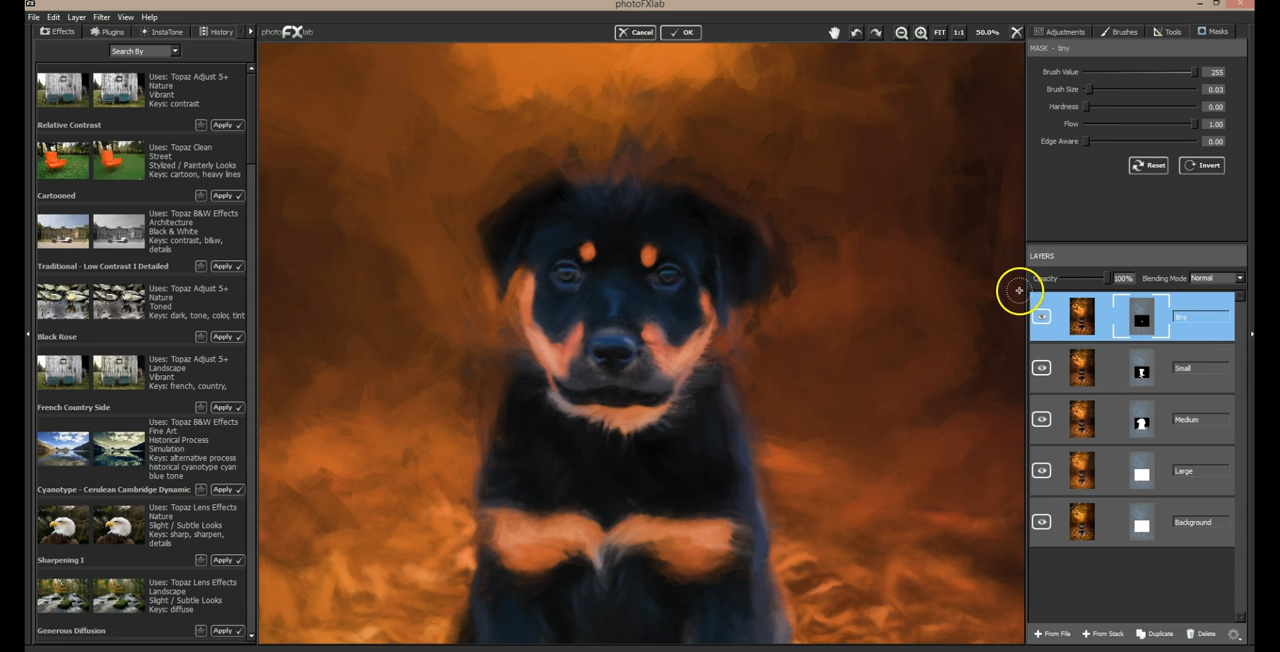 photoFXlab
File Edit Layer Filter View Help
Effects Plugins InstaTone History
Search By
Uses: Topaz Adjust 5+
Nature
Vibrant
Keys: contrast
Relative Contrast Apply
Uses: Topaz Clean
Street
Stylized / Painterly Looks
Keys: cartoon, heavy lines
Cartooned Apply
Uses: Topaz B&W Effects
Architecture
Black & White
Keys: contrast, b&w,
details
Traditional - Low Contrast I Detailed Apply
Uses: Topaz Adjust 5+
Nature
Toned
Keys: dark, tone, color, tint
Black Rose Apply
Uses: Topaz Adjust 5+
Landscape
Vibrant
Keys: french, country,
French Country Side Apply
Uses: Topaz B&W Effects
Fine Art
Historical Process
Simulation
Keys: alternative process
historical cyanotype cyan
blue tone
Cyanotype - Cerulean Cambridge Dynamic Apply
Uses: Topaz Lens Effects
Nature
Slight / Subtle Looks
Keys: sharp, sharpen,
details
Sharpening I Apply
Uses: Topaz Lens Effects
Landscape
Slight / Subtle Looks
Keys: diffuse
Generous Diffusion Apply
photoFXlab Cancel OK FIT 1:1 50.0%
Adjustments Brushes Tools Masks
MASK - tiny
Brush Value 255
Brush Size 0.03
Hardness 0.00
Flow 1.00
Edge Aware 0.00
Reset Invert
LAYERS
Opacity 100% Blending Mode Normal
tiny
Small
Medium
Large
Background
From File From Stack Duplicate Delete